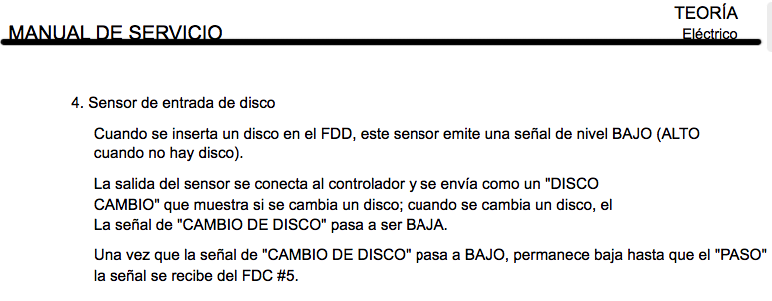 TEORÍA
MANUAL DE SERVICIO
Eléctrico
4. Sensor de entrada de disco
Cuando se inserta un disco en el FDD, este sensor emite una señal de nivel BAJO (ALTO
cuando no hay disco).
La salida del sensor se conecta al controlador y se envía como un "DISCO
CAMBIO" que muestra si se cambia un disco; cuando se cambia un disco, el
La señal de "CAMBIO DE DISCO" pasa a ser BAJA.
Una vez que la señal de "CAMBIO DE DISCO" pasa a BAJO, permanece baja hasta que el "PASO"
la señal se recibe del FDC #5.